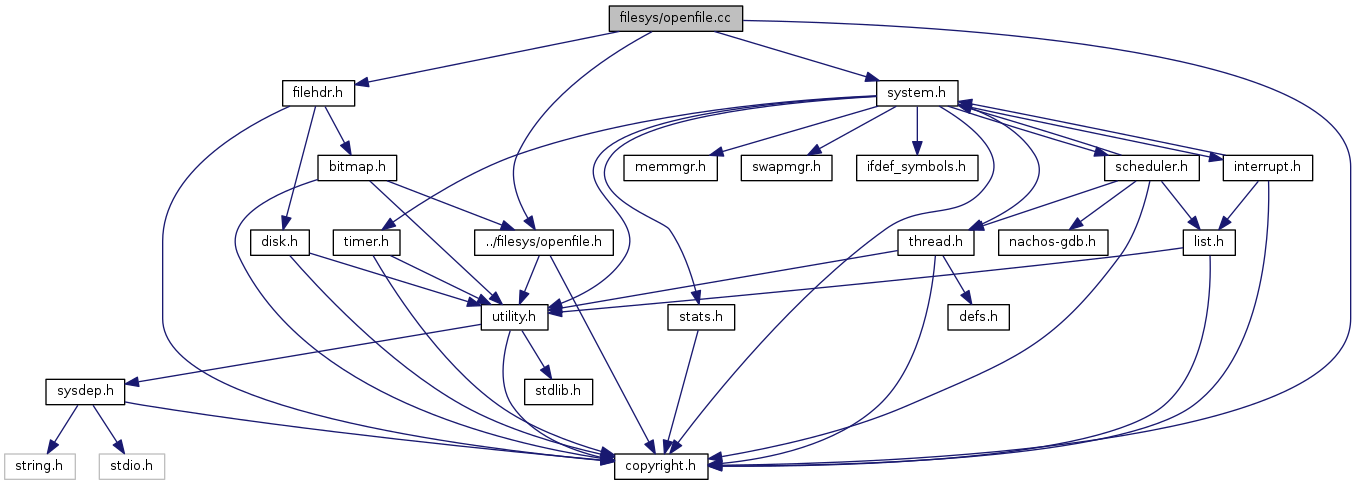 filesys/openfile.cc
filehdr.h
system.h
bitmap.h
memmgr.h
swapmgr.h
ifdef_symbols.h
scheduler.h
interrupt.h
disk.h
timer.h
../filesys/openfile.h
thread.h
nachos-gdb.h
list.h
utility.h
stats.h
defs.h
sysdep.h
stdlib.h
string.h
stdio.h
copyright.h